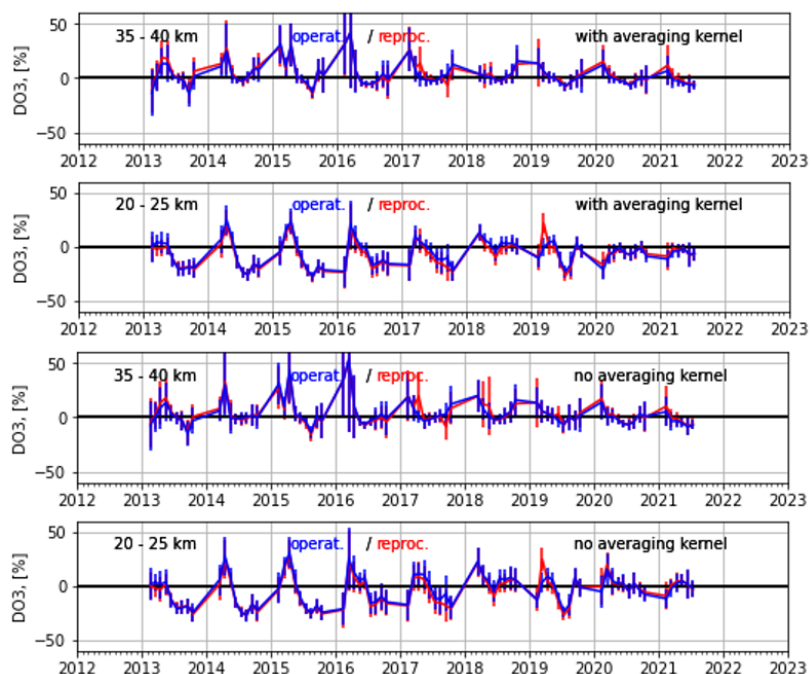 50
35 - 40 km operat. / reproc. with averaging kernel
DO3, [%]
0
−50
2012 2013 2014 2015 2016 2017 2018 2019 2020 2021 2022 2023
50
20 - 25 km operat. / reproc. with averaging kernel
DO3, [%]
0
−50
2012 2013 2014 2015 2016 2017 2018 2019 2020 2021 2022 2023
50
35 - 40 km operat. / reproc. no averaging kernel
DO3, [%]
0
−50
2012 2013 2014 2015 2016 2017 2018 2019 2020 2021 2022 2023
50
20 - 25 km operat. / reproc. no averaging kernel
DO3, [%]
0
−50
2012 2013 2014 2015 2016 2017 2018 2019 2020 2021 2022 2023